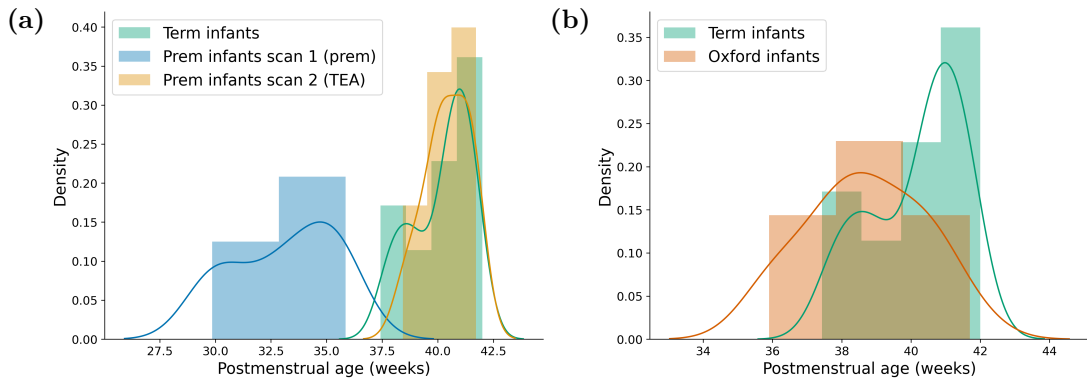 (a)
0.40
0.35
0.30
0.25
0.20
0.15
0.10
0.05
0.00
Density
Term infants
Prem infants scan 1 (prem)
Prem infants scan 2 (TEA)
27.5 30.0 32.5 35.0 37.5 40.0 42.5
Postmenstrual age (weeks)
(b)
0.35
0.30
0.25
0.20
0.15
0.10
0.05
0.00
Density
Term infants
Oxford infants
34 36 38 40 42 44
Postmenstrual age (weeks)